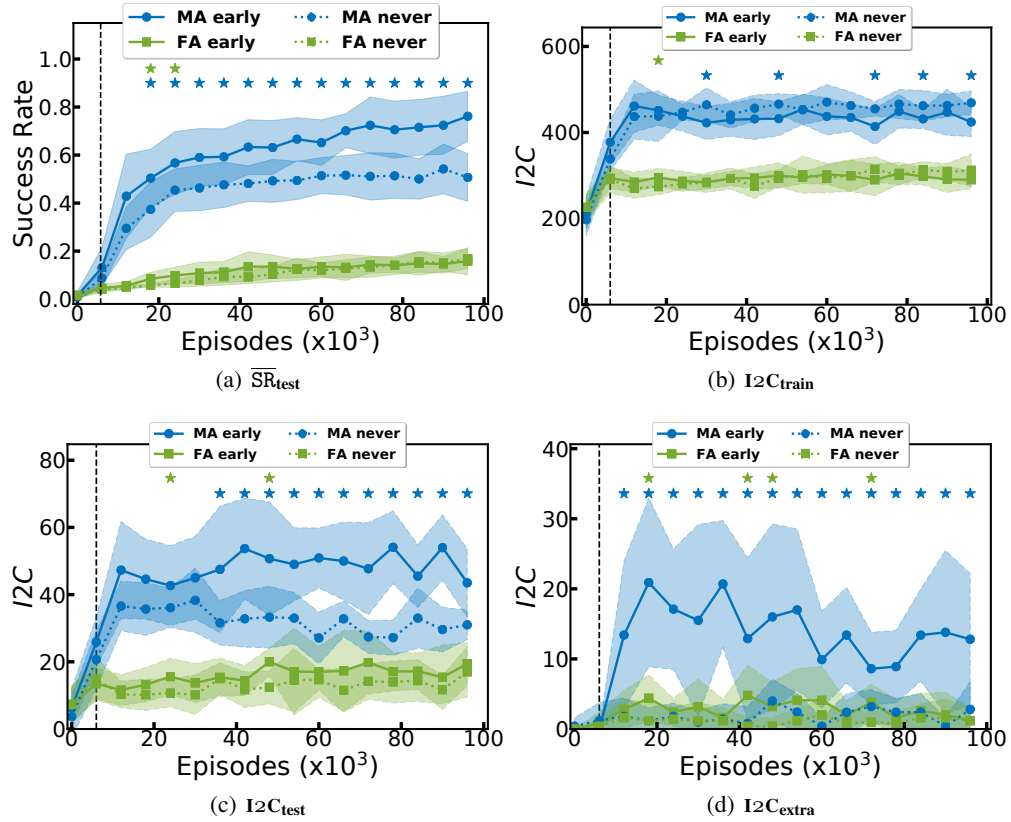 MA early MA never
FA early FA never
1.0
0.8
0.6
0.4
0.2
0.0
Success Rate
0 20 40 60 80 100
Episodes (x10³)
(a) SR̅test
MA early MA never
FA early FA never
600
400
200
0
I2C
0 20 40 60 80 100
Episodes (x10³)
(b) I2Ctrain
MA early MA never
FA early FA never
80
60
40
20
0
I2C
0 20 40 60 80 100
Episodes (x10³)
(c) I2Ctest
MA early MA never
FA early FA never
40
30
20
10
0
I2C
0 20 40 60 80 100
Episodes (x10³)
(d) I2Cextra